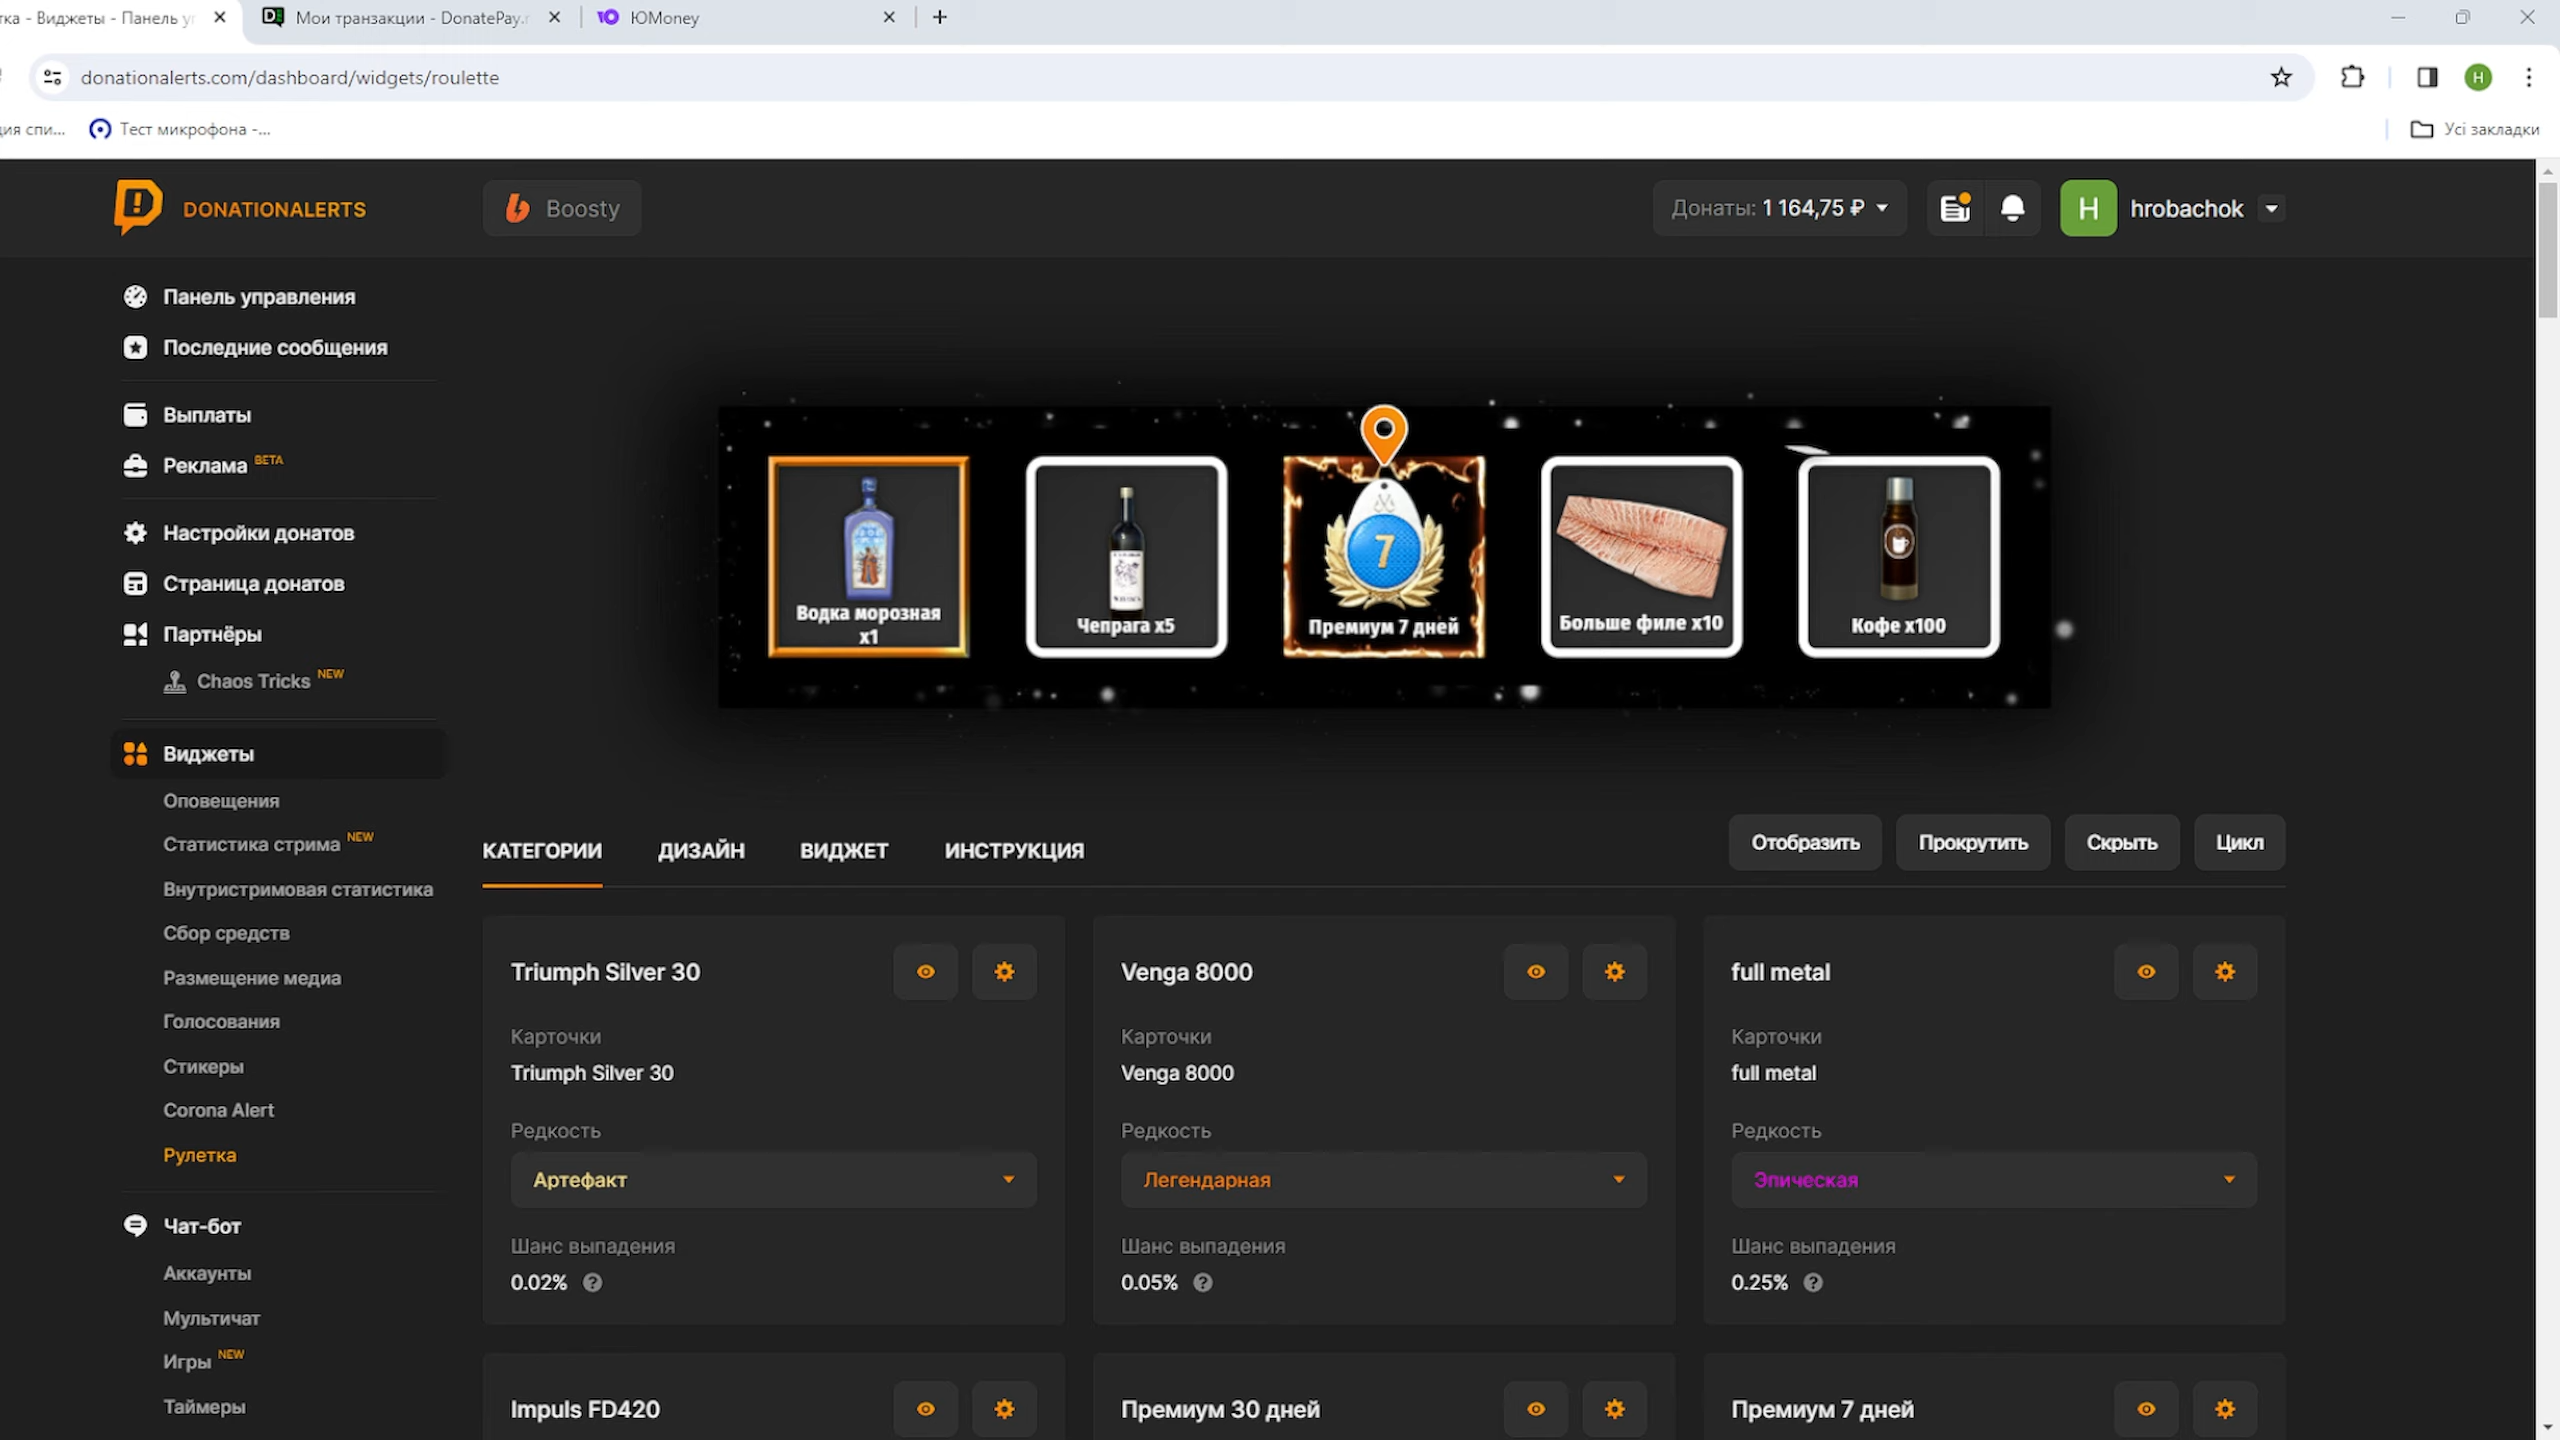 тка - Виджеты - Панель уп
Мои транзакции - DonatePay.r
ЮMoney
donationalerts.com/dashboard/widgets/roulette
H
ция спи...
Тест микрофона -...
Усі закладки
DONATIONALERTS
Boosty
Донаты: 1 164,75 ₽
H
hrobachok
Панель управления
Последние сообщения
Выплаты
Реклама BETA
Настройки донатов
Страница донатов
Партнёры
Chaos Tricks NEW
Виджеты
Оповещения
Статистика стрима NEW
Внутристримовая статистика
Сбор средств
Размещение медиа
Голосования
Стикеры
Corona Alert
Рулетка
Чат-бот
Аккаунты
Мультичат
Игры NEW
Таймеры
Водка морозная
x1
Чепрага x5
7
Премиум 7 дней
Больше филе x10
Кофе x100
КАТЕГОРИИ
ДИЗАЙН
ВИДЖЕТ
ИНСТРУКЦИЯ
Отобразить
Прокрутить
Скрыть
Цикл
Triumph Silver 30
Карточки
Triumph Silver 30
Редкость
Артефакт
Шанс выпадения
0.02%
Venga 8000
Карточки
Venga 8000
Редкость
Легендарная
Шанс выпадения
0.05%
full metal
Карточки
full metal
Редкость
Эпическая
Шанс выпадения
0.25%
Impuls FD420
Премиум 30 дней
Премиум 7 дней